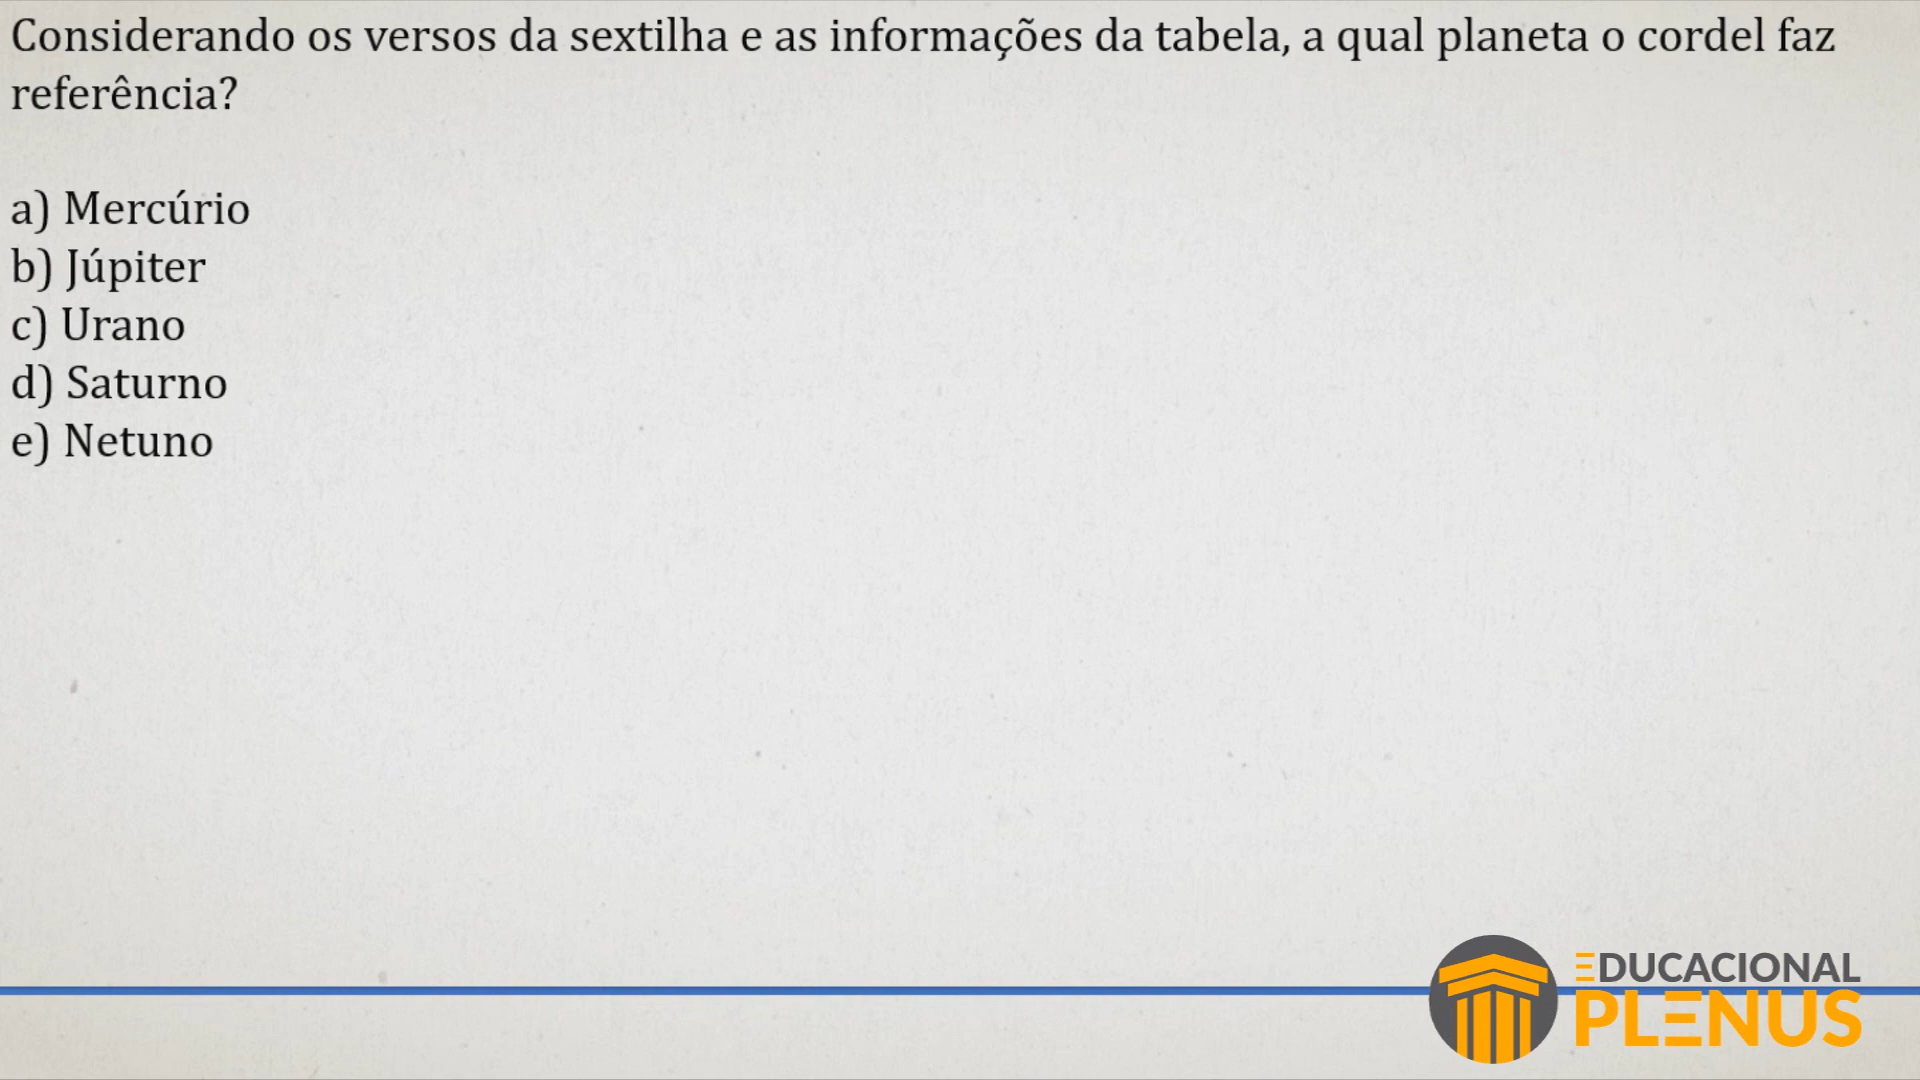 Considerando os versos da sextilha e as informações da tabela, a qual planeta o cordel faz
referência?
a) Mercúrio
b) Júpiter
c) Urano
d) Saturno
e) Netuno
EDUCACIONAL
PLENUS